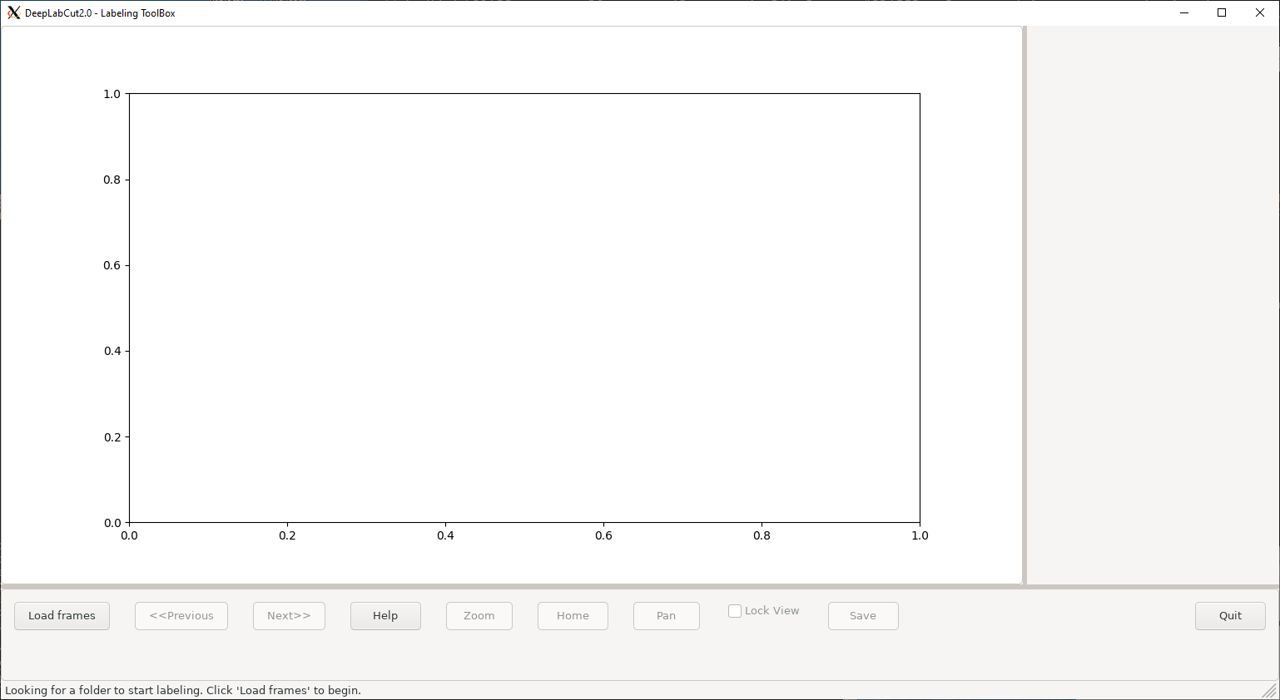 DeepLabCut2.0 - Labeling ToolBox
1.0
0.8
0.6
0.4
0.2
0.0
0.0 0.2 0.4 0.6 0.8 1.0
Load frames <<Previous Next>> Help Zoom Home Pan Lock View Save Quit
Looking for a folder to start labeling. Click 'Load frames' to begin.